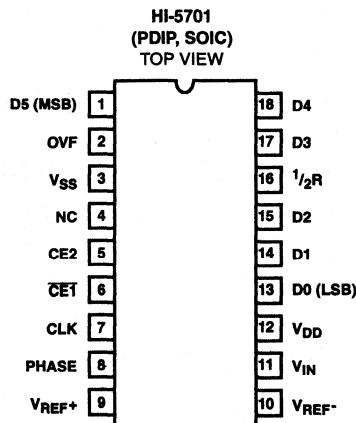 HI-5701
(PDIP, SOIC)
TOP VIEW
D5 (MSB) 1 18 D4
OVF 2 17 D3
VSS 3 16 1/2R
NC 4 15 D2
CE2 5 14 D1
C̅E̅1̅ 6 13 D0 (LSB)
CLK 7 12 VDD
PHASE 8 11 VIN
VREF+ 9 10 VREF-